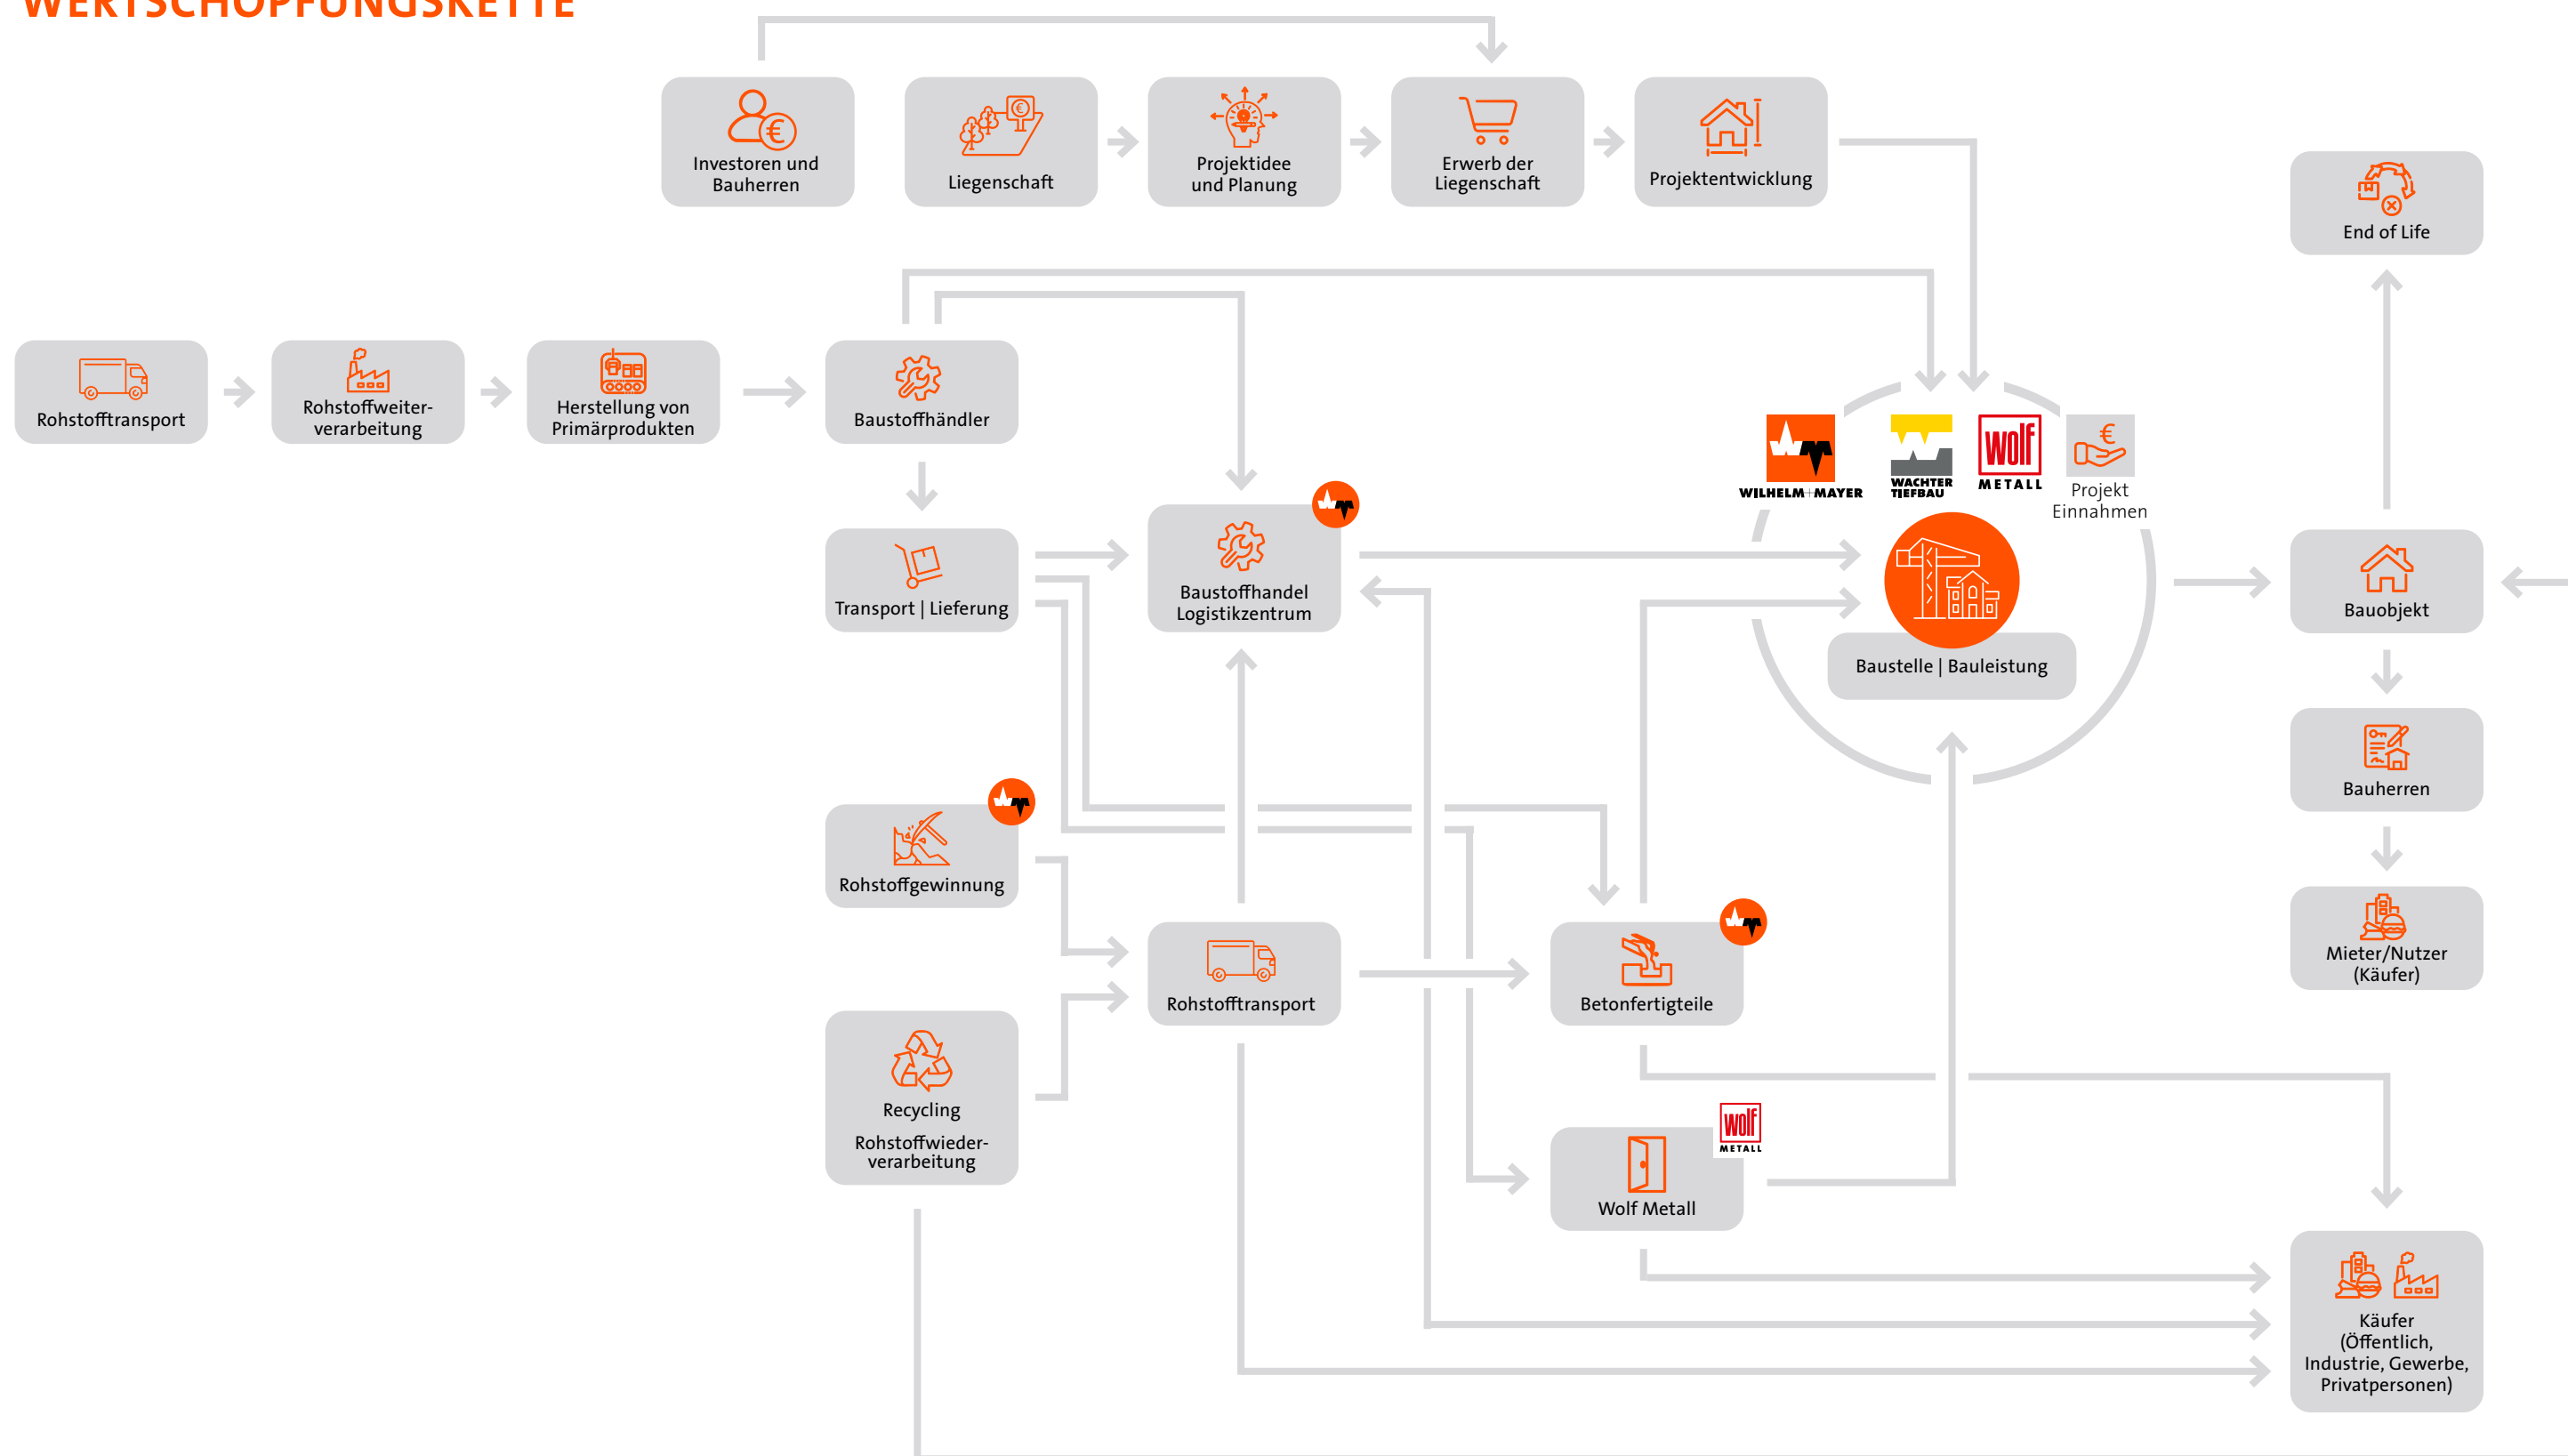 WERTSCHÖPFUNGSKETTE
Investoren und
Bauherren
Liegenschaft
Projektidee
und Planung
Erwerb der
Liegenschaft
Projektentwicklung
End of Life
Rohstofftransport
Rohstoffweiter-
verarbeitung
Herstellung von
Primärprodukten
Baustoffhändler
WILHELM+MAYER
WACHTER
TIEFBAU
wolf
METALL
Projekt
Einnahmen
Transport | Lieferung
Baustoffhandel
Logistikzentrum
Baustelle | Bauleistung
Bauobjekt
Bauherren
Rohstoffgewinnung
Mieter/Nutzer
(Käufer)
Rohstofftransport
Betonfertigteile
Recycling
Rohstoffwieder-
verarbeitung
wolf
METALL
Wolf Metall
Käufer
(Öffentlich,
Industrie, Gewerbe,
Privatpersonen)